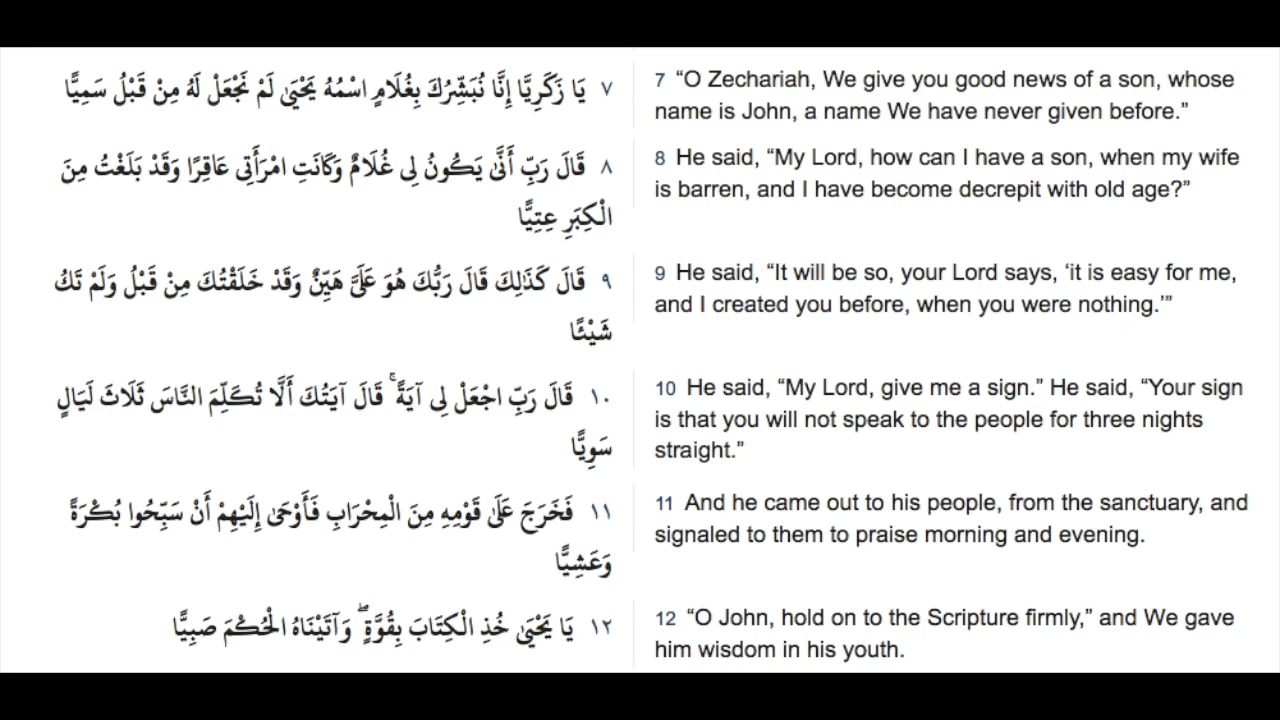 ٧ يَا زَكَرِيَّا إِنَّا نُبَشِّرُكَ بِغُلَامٍ اسْمُهُ يَحْيَىٰ لَمْ نَجْعَلْ لَهُ مِنْ قَبْلُ سَمِيًّا
7 “O Zechariah, We give you good news of a son, whose
name is John, a name We have never given before.”
٨ قَالَ رَبِّ أَنَّىٰ يَكُونُ لِي غُلَامٌ وَكَانَتِ امْرَأَتِي عَاقِرًا وَقَدْ بَلَغْتُ مِنَ
الْكِبَرِ عِتِيًّا
8 He said, “My Lord, how can I have a son, when my wife
is barren, and I have become decrepit with old age?”
٩ قَالَ كَذَٰلِكَ قَالَ رَبُّكَ هُوَ عَلَيَّ هَيِّنٌ وَقَدْ خَلَقْتُكَ مِنْ قَبْلُ وَلَمْ تَكُ
شَيْئًا
9 He said, “It will be so, your Lord says, ‘it is easy for me,
and I created you before, when you were nothing.’”
١٠ قَالَ رَبِّ اجْعَلْ لِي آيَةً ۚ قَالَ آيَتُكَ أَلَّا تُكَلِّمَ النَّاسَ ثَلَاثَ لَيَالٍ
سَوِيًّا
10 He said, “My Lord, give me a sign.” He said, “Your sign
is that you will not speak to the people for three nights
straight.”
١١ فَخَرَجَ عَلَىٰ قَوْمِهِ مِنَ الْمِحْرَابِ فَأَوْحَىٰ إِلَيْهِمْ أَنْ سَبِّحُوا بُكْرَةً
وَعَشِيًّا
11 And he came out to his people, from the sanctuary, and
signaled to them to praise morning and evening.
١٢ يَا يَحْيَىٰ خُذِ الْكِتَابَ بِقُوَّةٍ ۖ وَآتَيْنَاهُ الْحُكْمَ صَبِيًّا
12 “O John, hold on to the Scripture firmly,” and We gave
him wisdom in his youth.